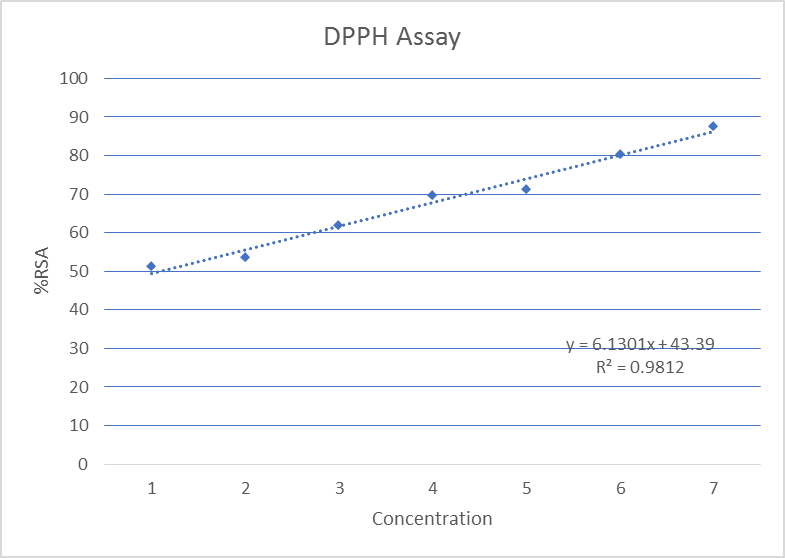 DPPH Assay
100
90
80
70
60
50
40
30
20
10
0
%RSA
y = 6.1301x + 43.39
R² = 0.9812
1 2 3 4 5 6 7
Concentration